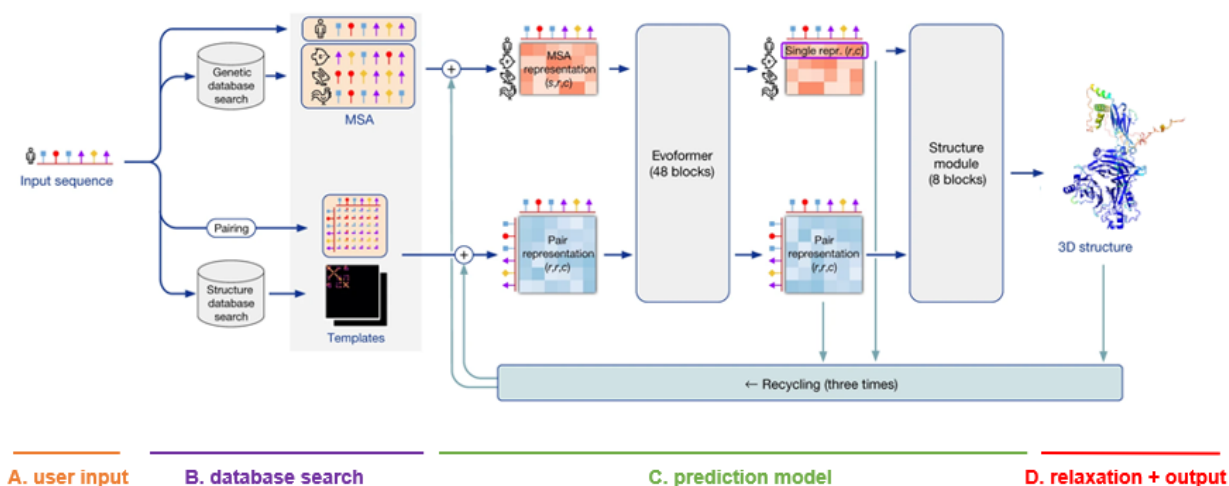 Input sequence
Genetic
database
search
MSA
Pairing
Structure
database
search
Templates
MSA
representation
(s,r,c)
Pair
representation
(r,r,c)
Evoformer
(48 blocks)
Single repr. (r,c)
Pair
representation
(r,r,c)
Structure
module
(8 blocks)
3D structure
← Recycling (three times)
A. user input
B. database search
C. prediction model
D. relaxation + output